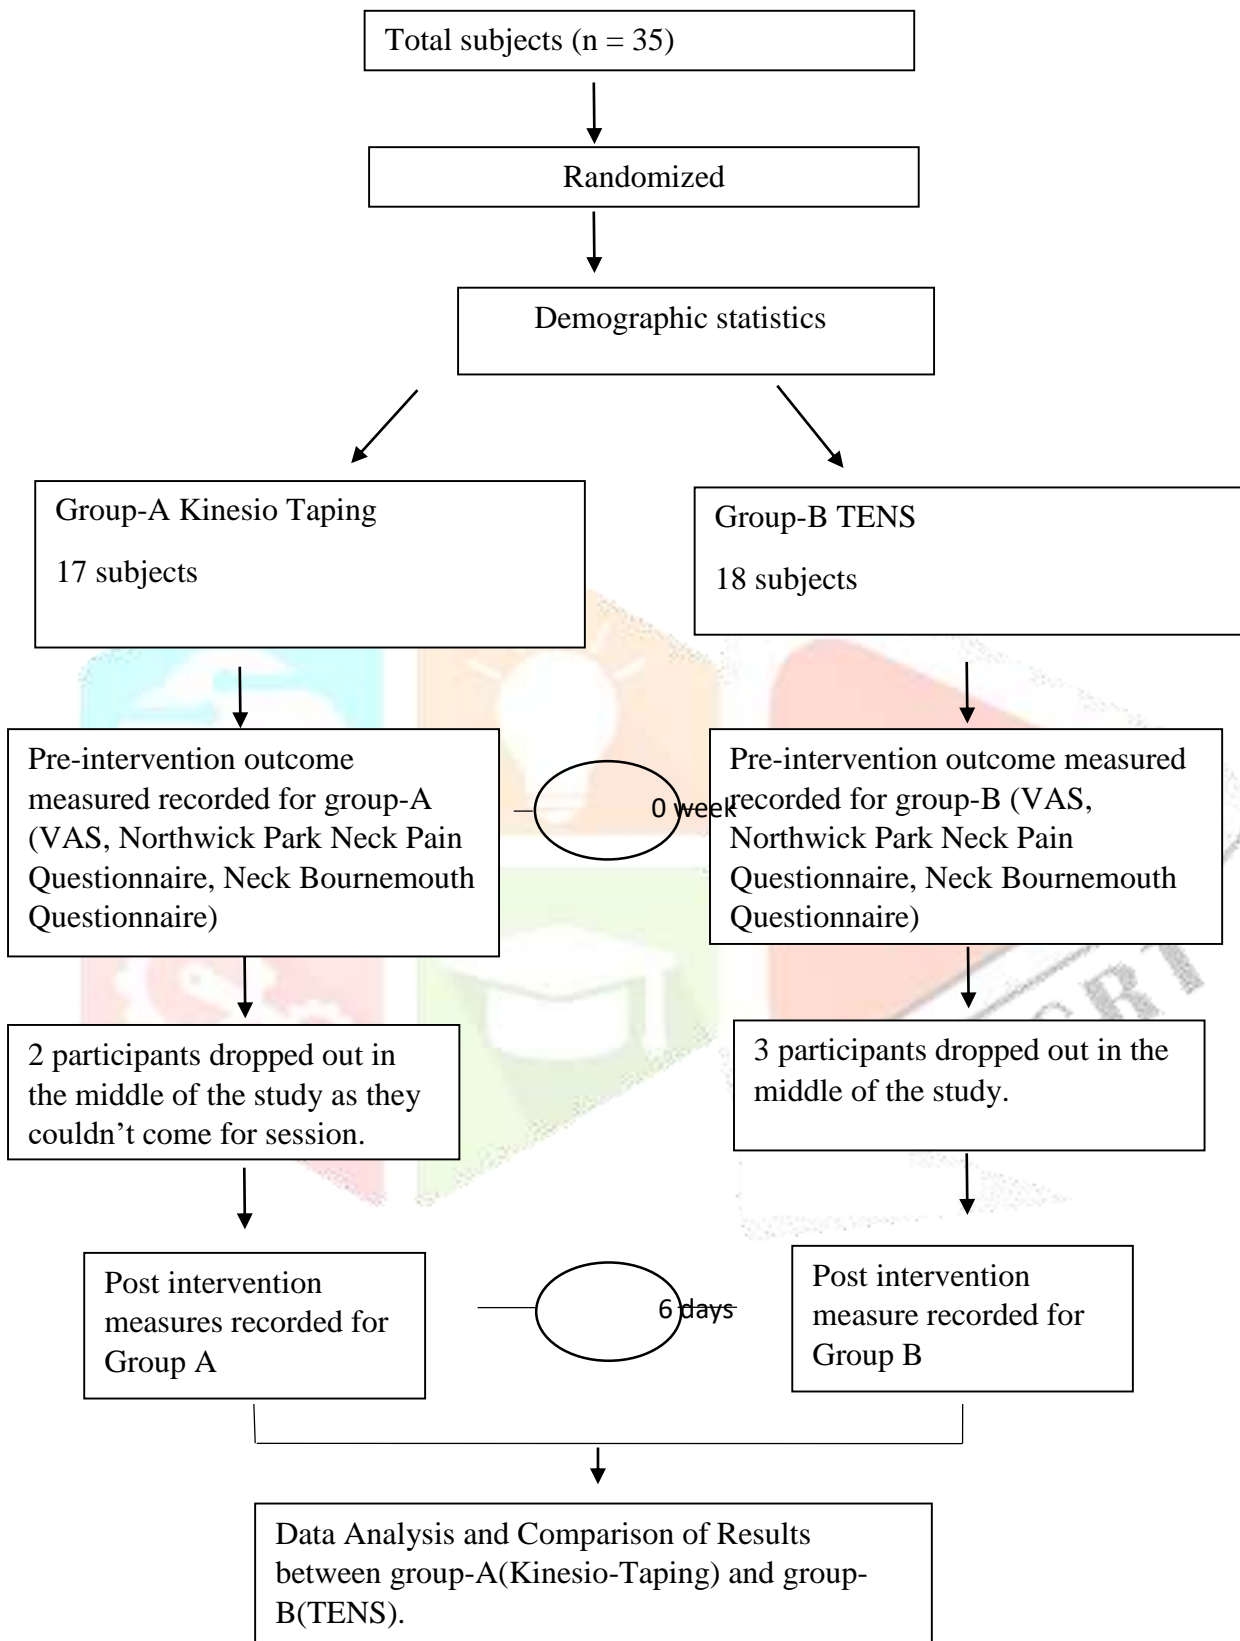 Total subjects (n = 35)
Randomized
Demographic statistics
Group-A Kinesio Taping
17 subjects
Group-B TENS
18 subjects
Pre-intervention outcome
measured recorded for group-A
(VAS, Northwick Park Neck Pain
Questionnaire, Neck Bournemouth
Questionnaire)
0 week
Pre-intervention outcome measured
recorded for group-B (VAS,
Northwick Park Neck Pain
Questionnaire, Neck Bournemouth
Questionnaire)
2 participants dropped out in
the middle of the study as they
couldn’t come for session.
3 participants dropped out in the
middle of the study.
Post intervention
measures recorded for
Group A
6 days
Post intervention
measure recorded for
Group B
Data Analysis and Comparison of Results
between group-A(Kinesio-Taping) and group-
B(TENS).